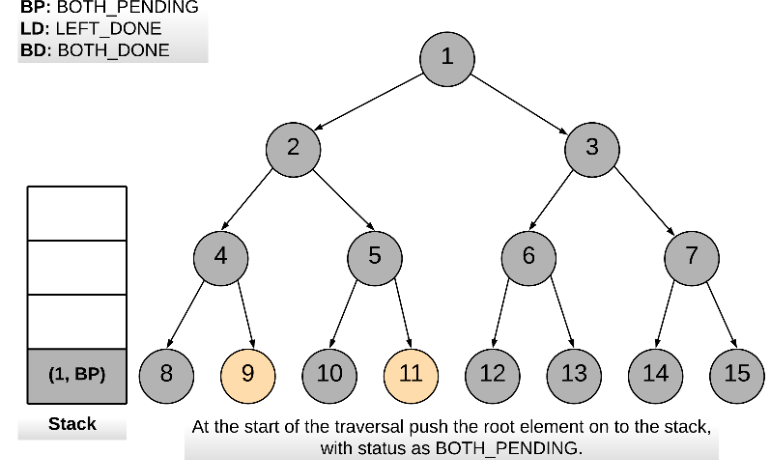 BP: BOTH_PENDING
LD: LEFT_DONE
BD: BOTH_DONE
1
2
3
4
5
6
7
(1, BP)
8
9
10
11
12
13
14
15
Stack
At the start of the traversal push the root element on to the stack,
with status as BOTH_PENDING.